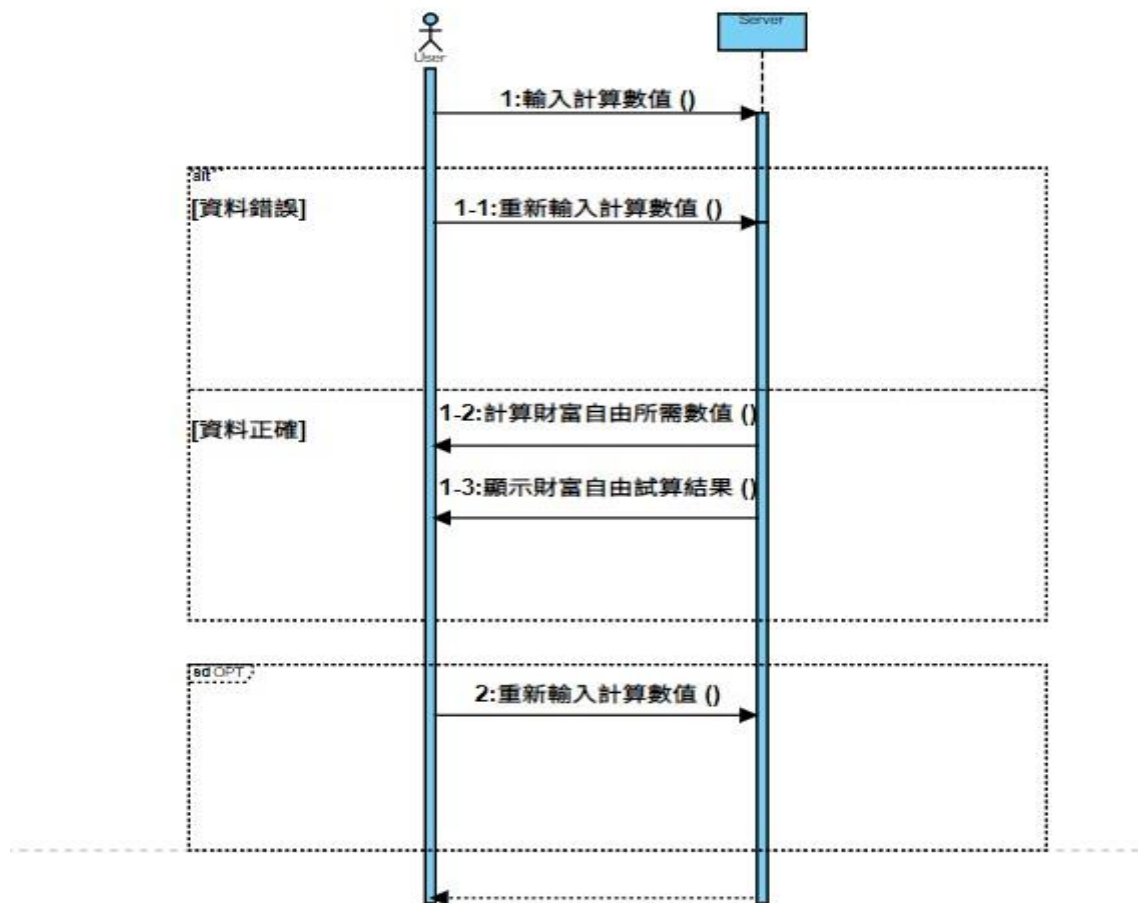 User
Server
1:輸入計算數值 ()
alt
[資料錯誤]
1-1:重新輸入計算數值 ()
1-2:計算財富自由所需數值 ()
[資料正確]
1-3:顯示財富自由試算結果 ()
sd OPT
2:重新輸入計算數值 ()